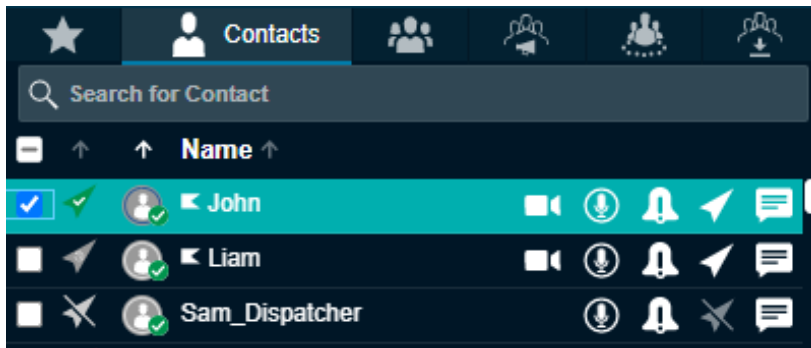 Contacts
Search for Contact
Name
John
Liam
Sam_Dispatcher